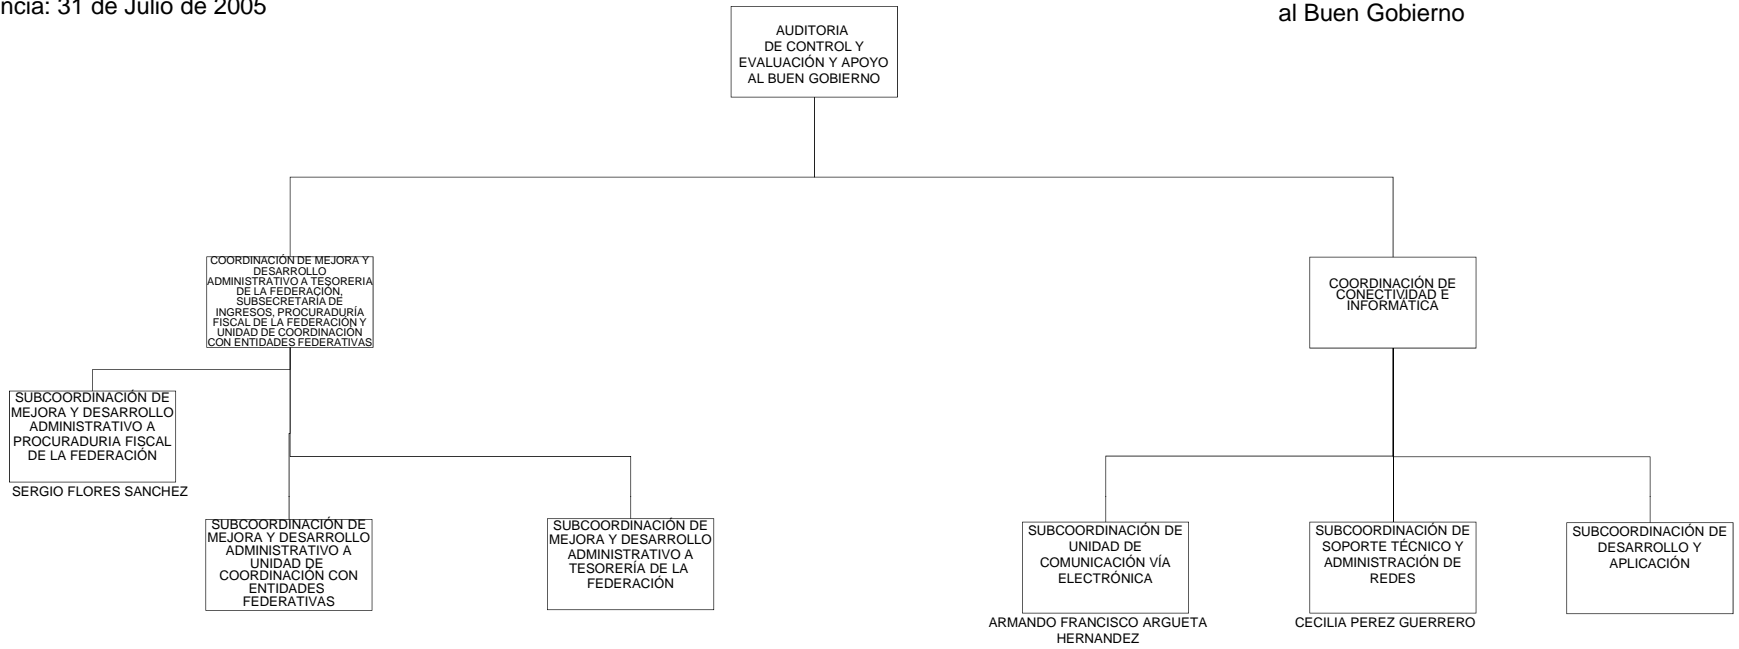 ncia: 31 de Julio de 2005
al Buen Gobierno
AUDITORIA
DE CONTROL Y
EVALUACIÓN Y APOYO
AL BUEN GOBIERNO
COORDINACIÓN DE MEJORA Y
DESARROLLO
ADMINISTRATIVO A TESORERIA
DE LA FEDERACIÓN,
SUBSECRETARÍA DE
INGRESOS, PROCURADURÍA
FISCAL DE LA FEDERACIÓN Y
UNIDAD DE COORDINACIÓN
CON ENTIDADES FEDERATIVAS
COORDINACIÓN DE
CONECTIVIDAD E
INFORMÁTICA
SUBCOORDINACIÓN DE
MEJORA Y DESARROLLO
ADMINISTRATIVO A
PROCURADURIA FISCAL
DE LA FEDERACIÓN
SERGIO FLORES SANCHEZ
SUBCOORDINACIÓN DE
MEJORA Y DESARROLLO
ADMINISTRATIVO A
UNIDAD DE
COORDINACIÓN CON
ENTIDADES
FEDERATIVAS
SUBCOORDINACIÓN DE
MEJORA Y DESARROLLO
ADMINISTRATIVO A
TESORERÍA DE LA
FEDERACIÓN
SUBCOORDINACIÓN DE
UNIDAD DE
COMUNICACIÓN VÍA
ELECTRÓNICA
ARMANDO FRANCISCO ARGUETA
HERNANDEZ
SUBCOORDINACIÓN DE
SOPORTE TÉCNICO Y
ADMINISTRACIÓN DE
REDES
CECILIA PEREZ GUERRERO
SUBCOORDINACIÓN DE
DESARROLLO Y
APLICACIÓN